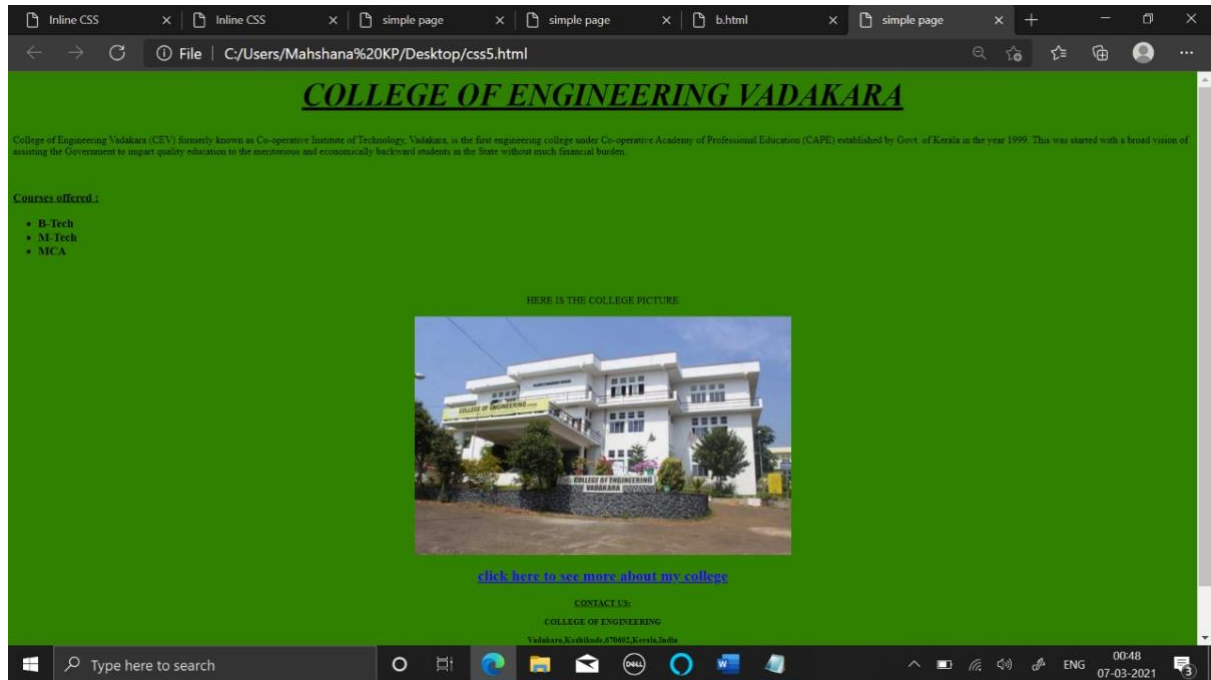 Inline CSS
Inline CSS
simple page
simple page
b.html
simple page
File | C:/Users/Mahshana%20KP/Desktop/css5.html
COLLEGE OF ENGINEERING VADAKARA
College of Engineering Vadakara (CEV) formerly known as Co-operative Institute of Technology, Vadakara, is the first engineering college under Co-operative Academy of Professional Education (CAPE) established by Govt. of Kerala in the year 1999. This was started with a broad vision of
assisting the Government to impart quality education to the meritorious and economically backward students in the State without much financial burden.
Courses offered :
• B-Tech
• M-Tech
• MCA
HERE IS THE COLLEGE PICTURE
COLLEGE OF ENGINEERING
COLLEGE OF ENGINEERING
VADAKARA
click here to see more about my college
CONTACT US:
COLLEGE OF ENGINEERING
Vadakara,Kozhikode,670602,Kerala,India
Type here to search
DELL
ENG
00:48
07-03-2021
3